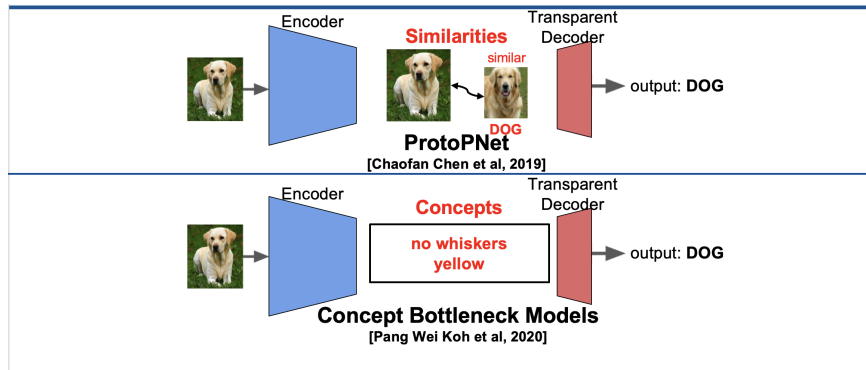 Encoder
Transparent
Decoder
Similarities
similar
DOG
output: DOG
ProtoPNet
[Chaofan Chen et al, 2019]
Encoder
Transparent
Decoder
Concepts
no whiskers
yellow
output: DOG
Concept Bottleneck Models
[Pang Wei Koh et al, 2020]